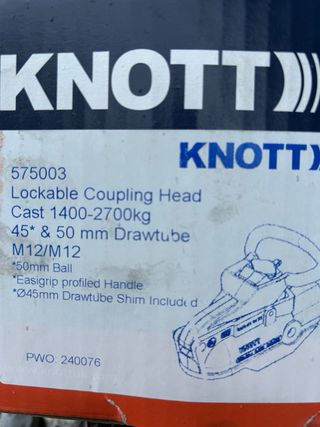 KNOTT
KNOTT
575003
Lockable Coupling Head
Cast 1400-2700kg
45* & 50 mm Drawtube
M12/M12
*50mm Ball
*Easigrip profiled Handle
*Ø45mm Drawtube Shim Included
KNOTT
PWO. 240076